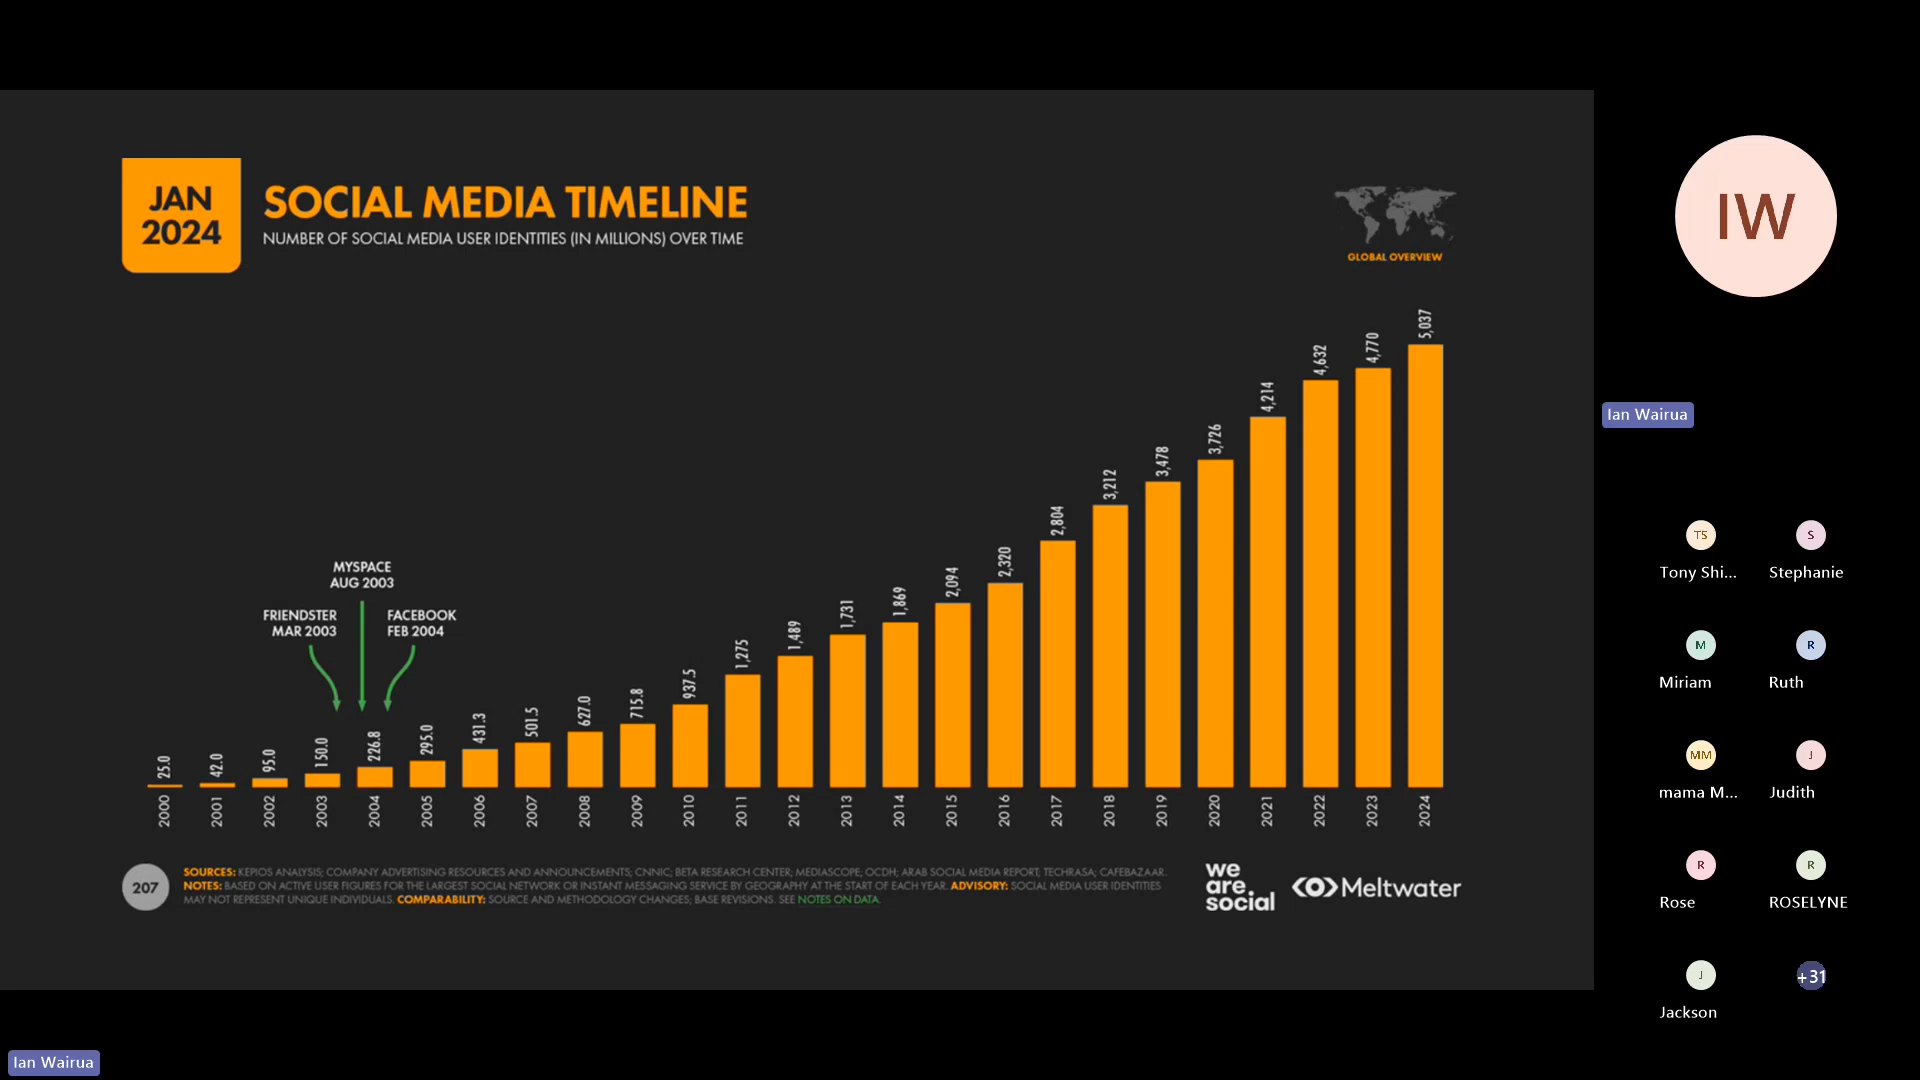 JAN
2024
SOCIAL MEDIA TIMELINE
NUMBER OF SOCIAL MEDIA USER IDENTITIES (IN MILLIONS) OVER TIME
GLOBAL OVERVIEW
MYSPACE
AUG 2003
FRIENDSTER
MAR 2003
FACEBOOK
FEB 2004
25.0
42.0
95.0
150.0
226.8
295.0
431.3
501.5
627.0
715.8
937.5
1,275
1,489
1,731
1,869
2,094
2,320
2,804
3,212
3,478
3,726
4,214
4,632
4,770
5,037
2000
2001
2002
2003
2004
2005
2006
2007
2008
2009
2010
2011
2012
2013
2014
2015
2016
2017
2018
2019
2020
2021
2022
2023
2024
207
SOURCES: KEPIOS ANALYSIS; COMPANY ADVERTISING RESOURCES AND ANNOUNCEMENTS; CNNIC; BETA RESEARCH CENTER; MEDIASCOPE; OCDH; ARAB SOCIAL MEDIA REPORT; TECHRASA; CAFEBAZAAR.
NOTES: BASED ON ACTIVE USER FIGURES FOR THE LARGEST SOCIAL NETWORK OR INSTANT MESSAGING SERVICE BY GEOGRAPHY AT THE START OF EACH YEAR. ADVISORY: SOCIAL MEDIA USER IDENTITIES
MAY NOT REPRESENT UNIQUE INDIVIDUALS. COMPARABILITY: SOURCE AND METHODOLOGY CHANGES; BASE REVISIONS. SEE NOTES ON DATA.
we
are
social
Meltwater
IW
Ian Wairua
TS
S
Tony Shi...
Stephanie
M
R
Miriam
Ruth
MM
J
mama M...
Judith
R
R
Rose
ROSELYNE
J
+31
Jackson
Ian Wairua